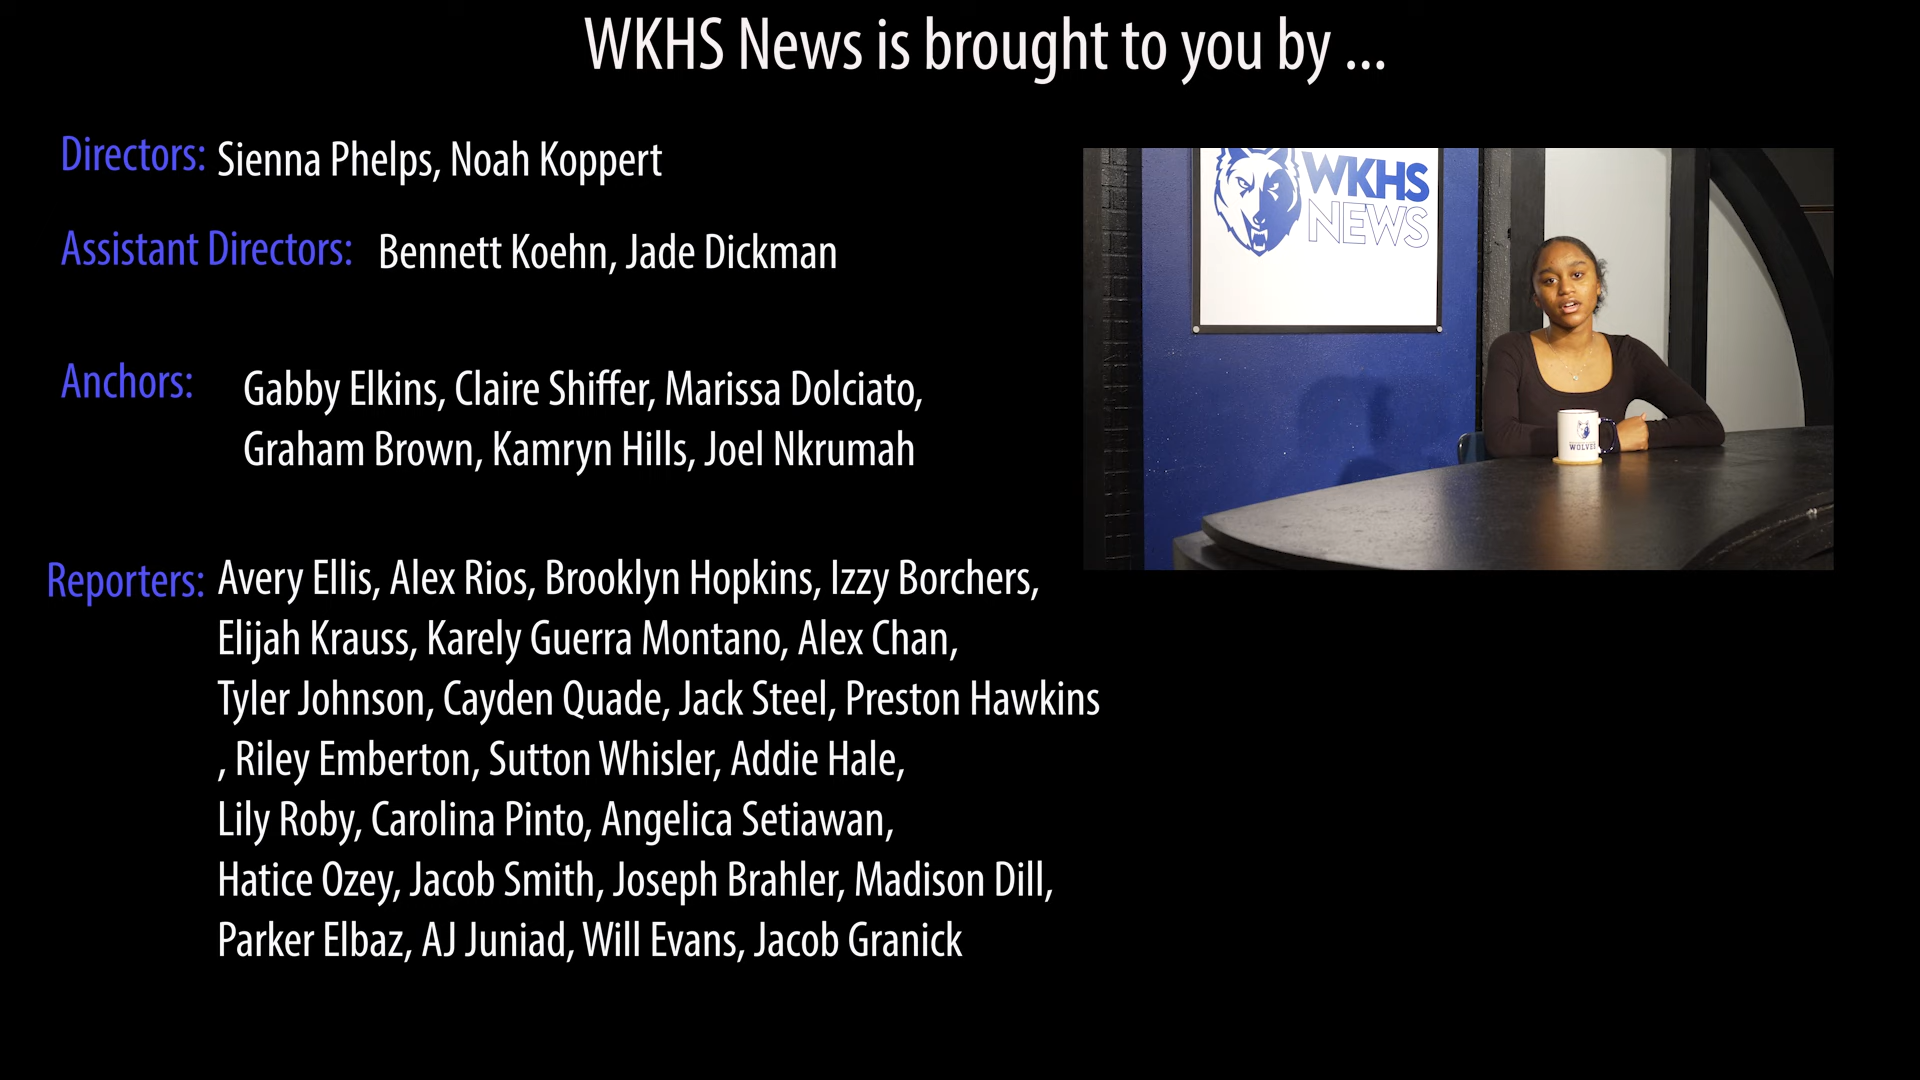 WKHS News is brought to you by ...
Directors: Sienna Phelps, Noah Koppert
Assistant Directors: Bennett Koehn, Jade Dickman
Anchors: Gabby Elkins, Claire Shiffer, Marissa Dolciato,
Graham Brown, Kamryn Hills, Joel Nkrumah
Reporters: Avery Ellis, Alex Rios, Brooklyn Hopkins, Izzy Borchers,
Elijah Krauss, Karely Guerra Montano, Alex Chan,
Tyler Johnson, Cayden Quade, Jack Steel, Preston Hawkins
, Riley Emberton, Sutton Whisler, Addie Hale,
Lily Roby, Carolina Pinto, Angelica Setiawan,
Hatice Ozey, Jacob Smith, Joseph Brahler, Madison Dill,
Parker Elbaz, AJ Juniad, Will Evans, Jacob Granick
WKHS
NEWS
WOLVES